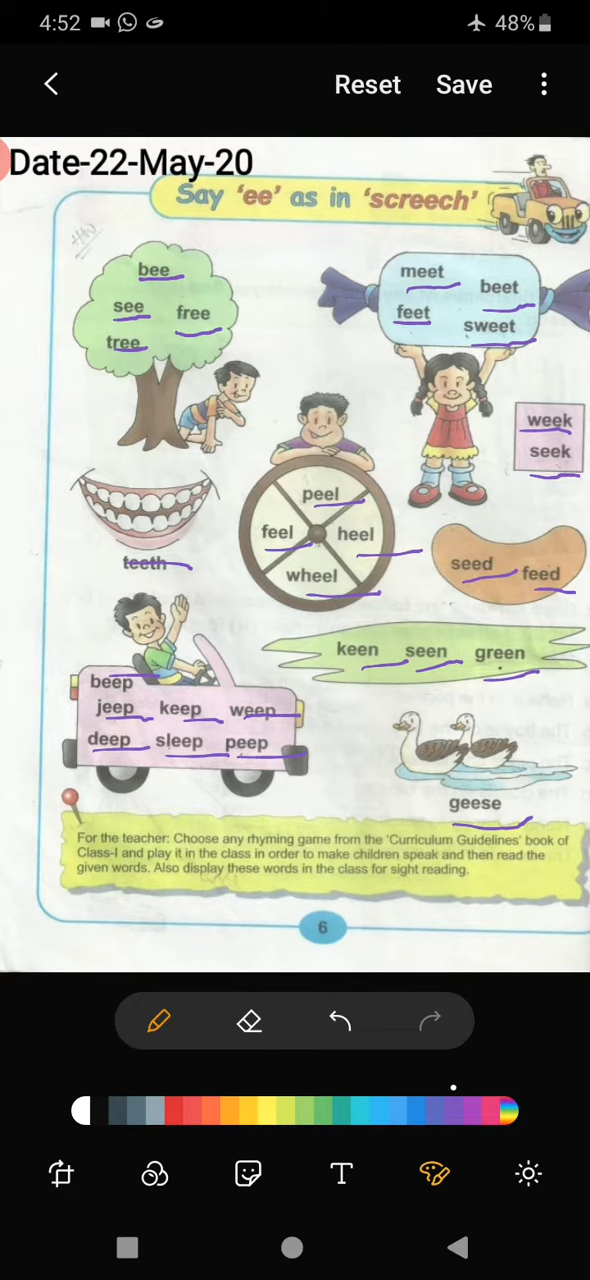 4:52
48%
Reset Save
Date-22-May-20
Say 'ee' as in 'screech'
HW
bee
see free
tree
meet
beet
feet
sweet
week
seek
peel
feel heel
wheel
teeth
seed
feed
keen seen green
beep
jeep keep weep
deep sleep peep
geese
For the teacher: Choose any rhyming game from the 'Curriculum Guidelines' book of
Class-I and play it in the class in order to make children speak and then read the
given words. Also display these words in the class for sight reading.
6
T